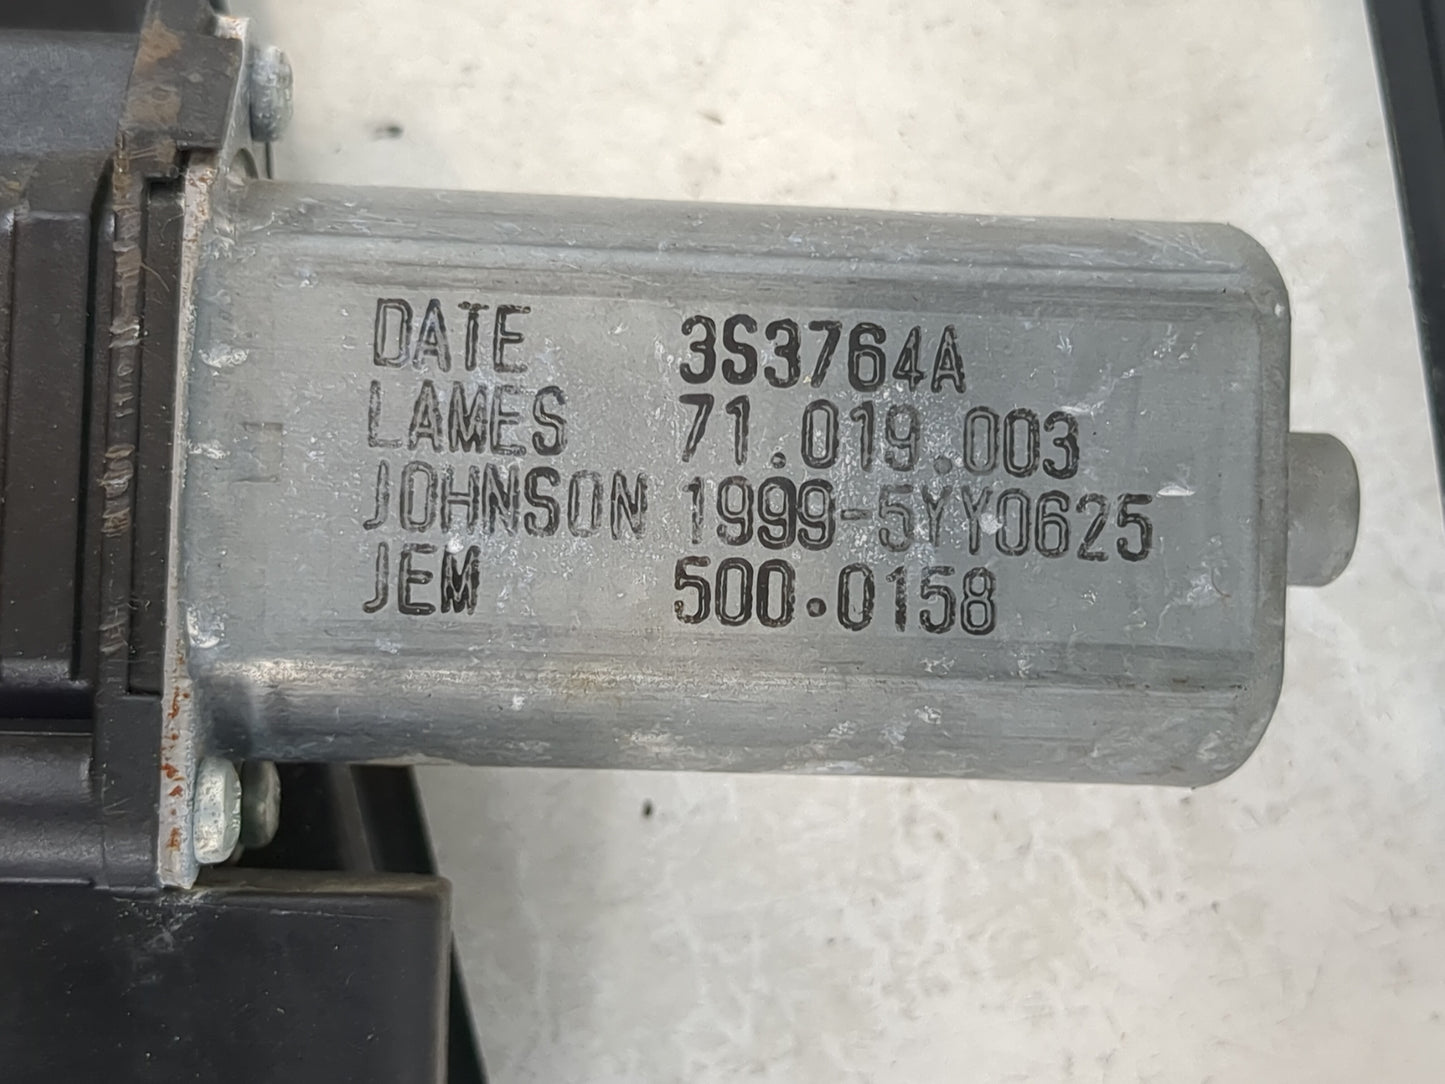 DATE 3S3764A
LAMES 71.019.003
JOHNSON 1999-5YY0625
JEM 500.0158